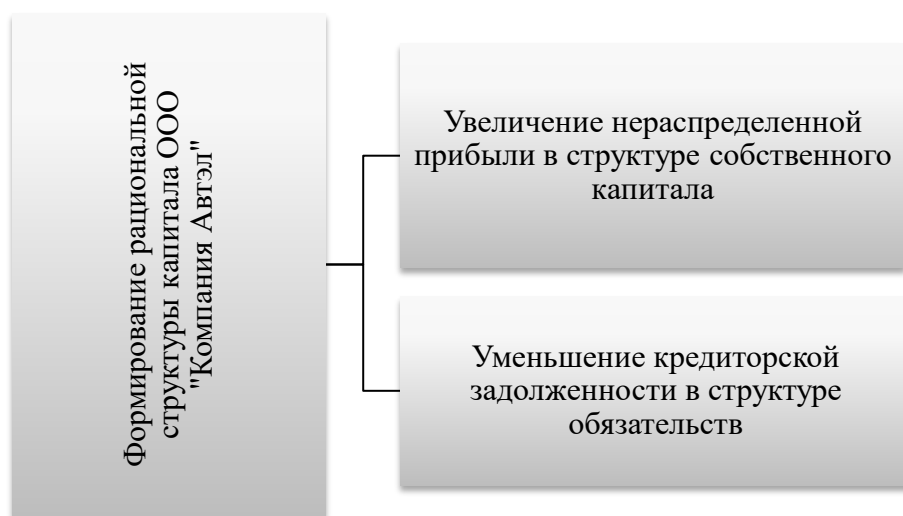 Формирование рациональной
структуры капитала ООО
"Компания Автэл"
Увеличение нераспределенной
прибыли в структуре собственного
капитала
Уменьшение кредиторской
задолженности в структуре
обязательств